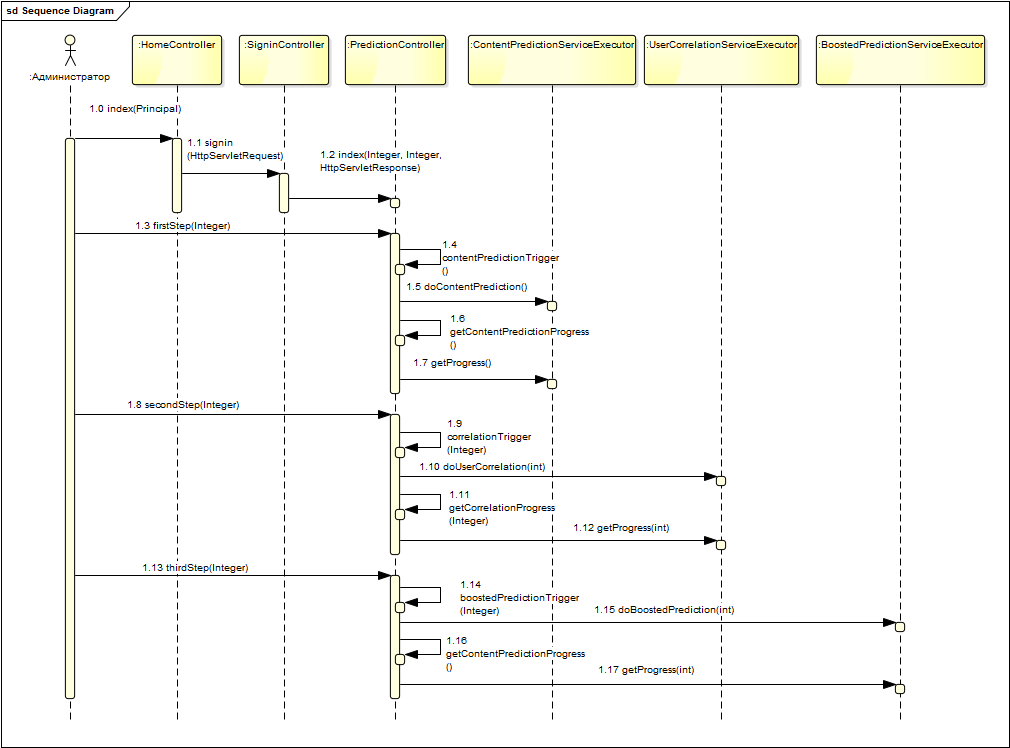 sd Sequence Diagram
:Администратор
:HomeController
:SigninController
:PredictionController
:ContentPredictionServiceExecutor
:UserCorrelationServiceExecutor
:BoostedPredictionServiceExecutor
1.0 index(Principal)
1.1 signin
(HttpServletRequest)
1.2 index(Integer, Integer,
HttpServletResponse)
1.3 firstStep(Integer)
1.4
contentPredictionTrigger
()
1.5 doContentPrediction()
1.6
getContentPredictionProgress
()
1.7 getProgress()
1.8 secondStep(Integer)
1.9
correlationTrigger
(Integer)
1.10 doUserCorrelation(int)
1.11
getCorrelationProgress
(Integer)
1.12 getProgress(int)
1.13 thirdStep(Integer)
1.14
boostedPredictionTrigger
(Integer)
1.15 doBoostedPrediction(int)
1.16
getContentPredictionProgress
()
1.17 getProgress(int)